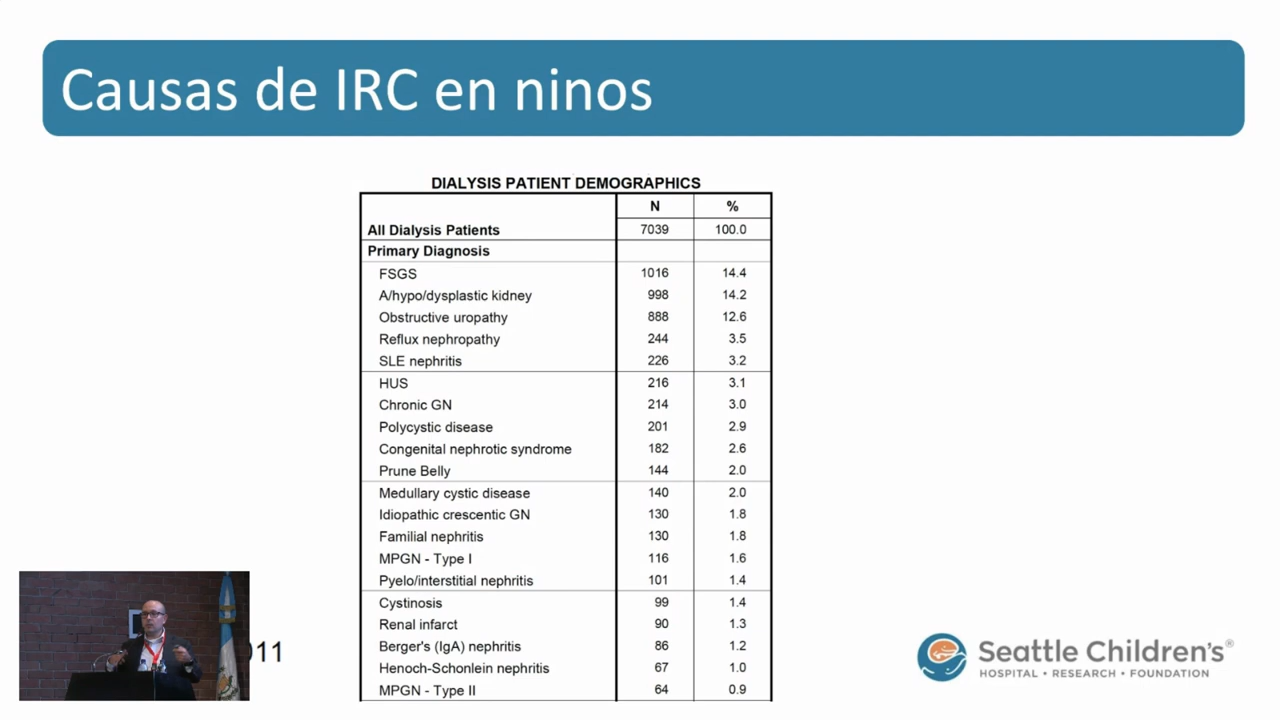 Causas de IRC en ninos
DIALYSIS PATIENT DEMOGRAPHICS
N %
All Dialysis Patients 7039 100.0
Primary Diagnosis
FSGS 1016 14.4
A/hypo/dysplastic kidney 998 14.2
Obstructive uropathy 888 12.6
Reflux nephropathy 244 3.5
SLE nephritis 226 3.2
HUS 216 3.1
Chronic GN 214 3.0
Polycystic disease 201 2.9
Congenital nephrotic syndrome 182 2.6
Prune Belly 144 2.0
Medullary cystic disease 140 2.0
Idiopathic crescentic GN 130 1.8
Familial nephritis 130 1.8
MPGN - Type I 116 1.6
Pyelo/interstitial nephritis 101 1.4
Cystinosis 99 1.4
Renal infarct 90 1.3
Berger's (IgA) nephritis 86 1.2
Henoch-Schonlein nephritis 67 1.0
MPGN - Type II 64 0.9
Seattle Children's®
HOSPITAL • RESEARCH • FOUNDATION